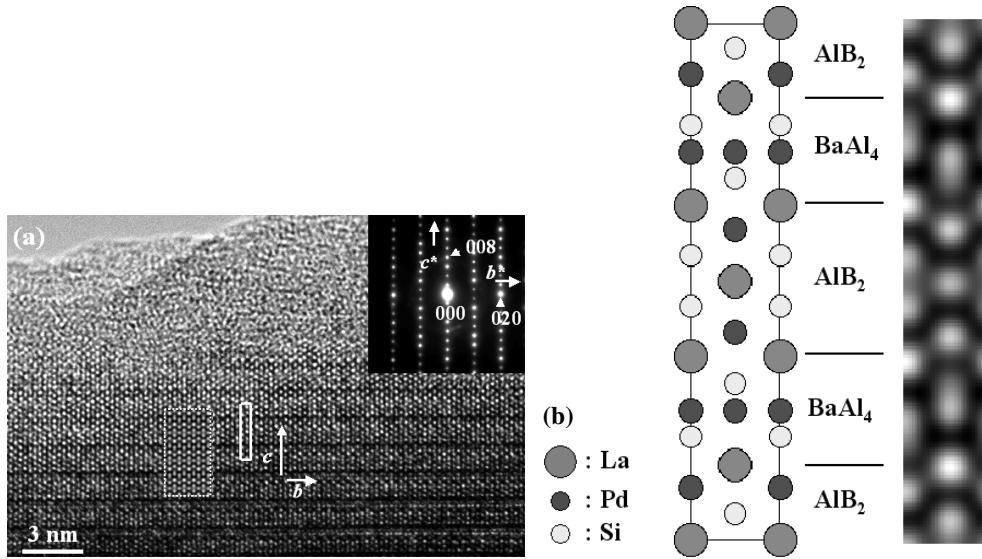 (a)
008
c*
b*
000
020
c
b
3 nm
(b)
: La
: Pd
: Si
AlB₂
BaAl₄
AlB₂
BaAl₄
AlB₂